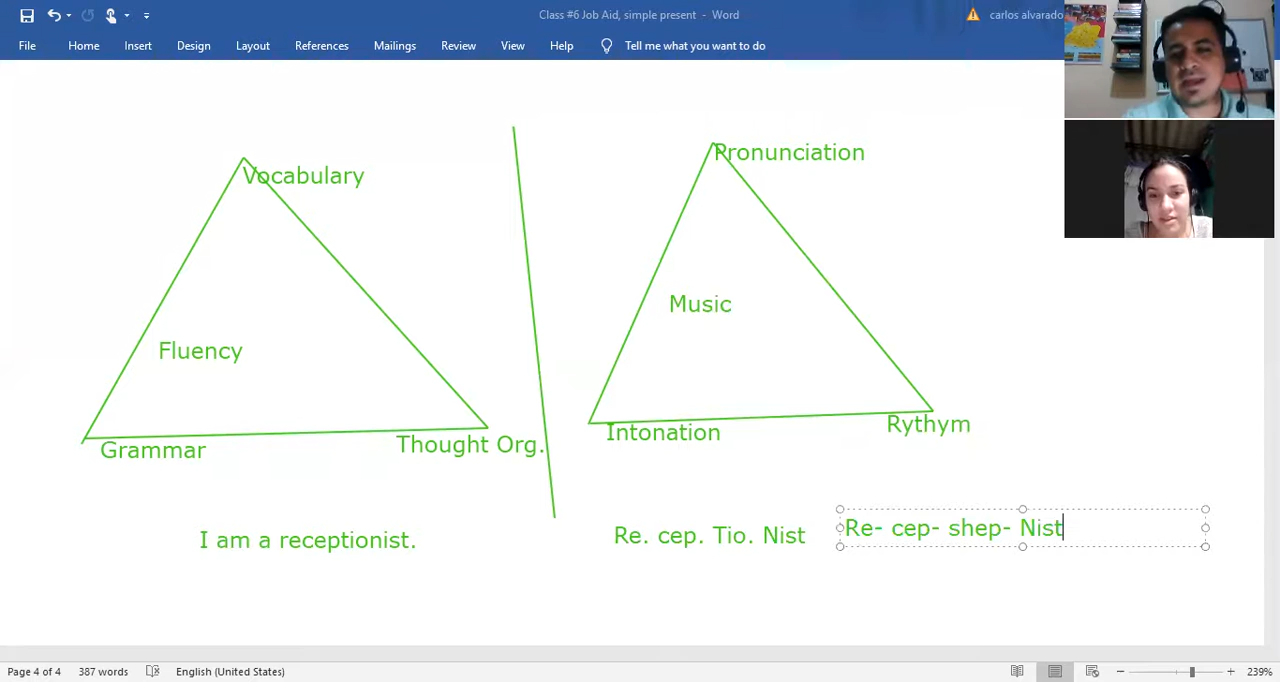 Class #6 Job Aid, simple present - Word
carlos alvarado
File Home Insert Design Layout References Mailings Review View Help Tell me what you want to do
Vocabulary
Fluency
Grammar
Thought Org.
I am a receptionist.
Pronunciation
Music
Intonation
Rythym
Re. cep. Tio. Nist
Re- cep- shep- Nist
Page 4 of 4 387 words English (United States) 239%